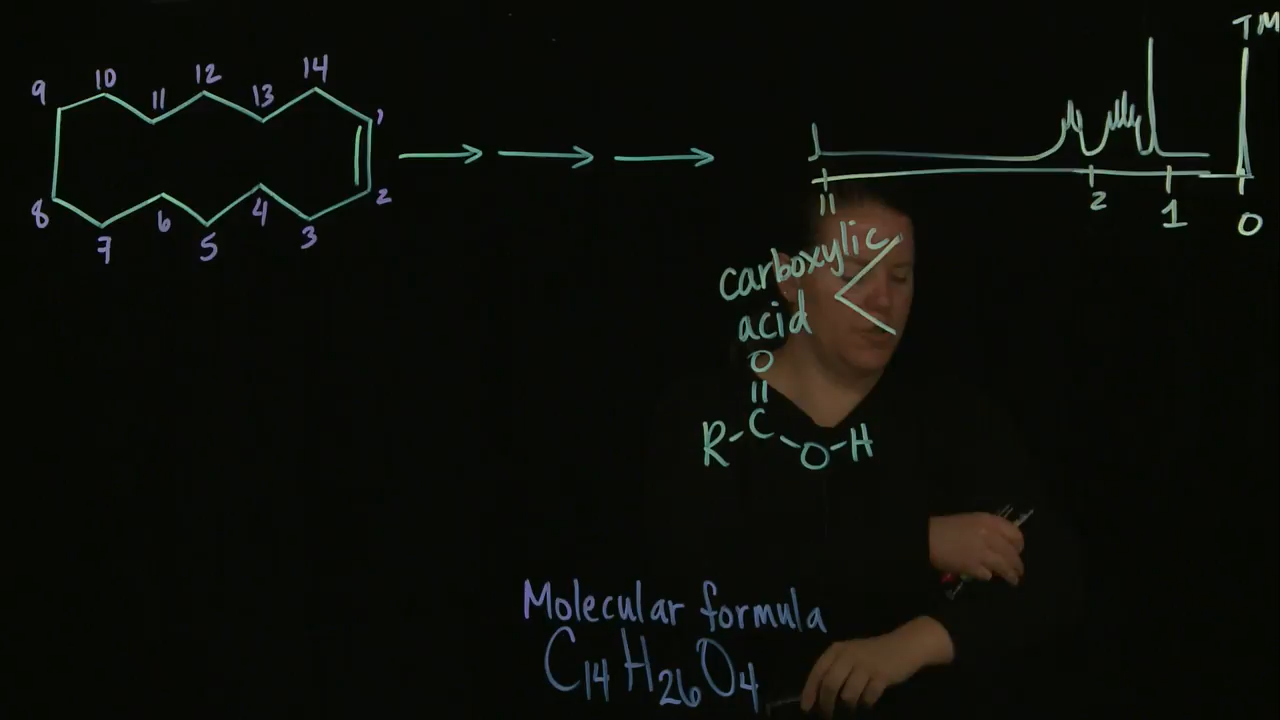 9 10 11 12 13 14 1
8 7 6 5 4 3 2
TM
11 2 1 0
carboxylic
acid
O
R-C
O-H
Molecular formula
C14H26O4